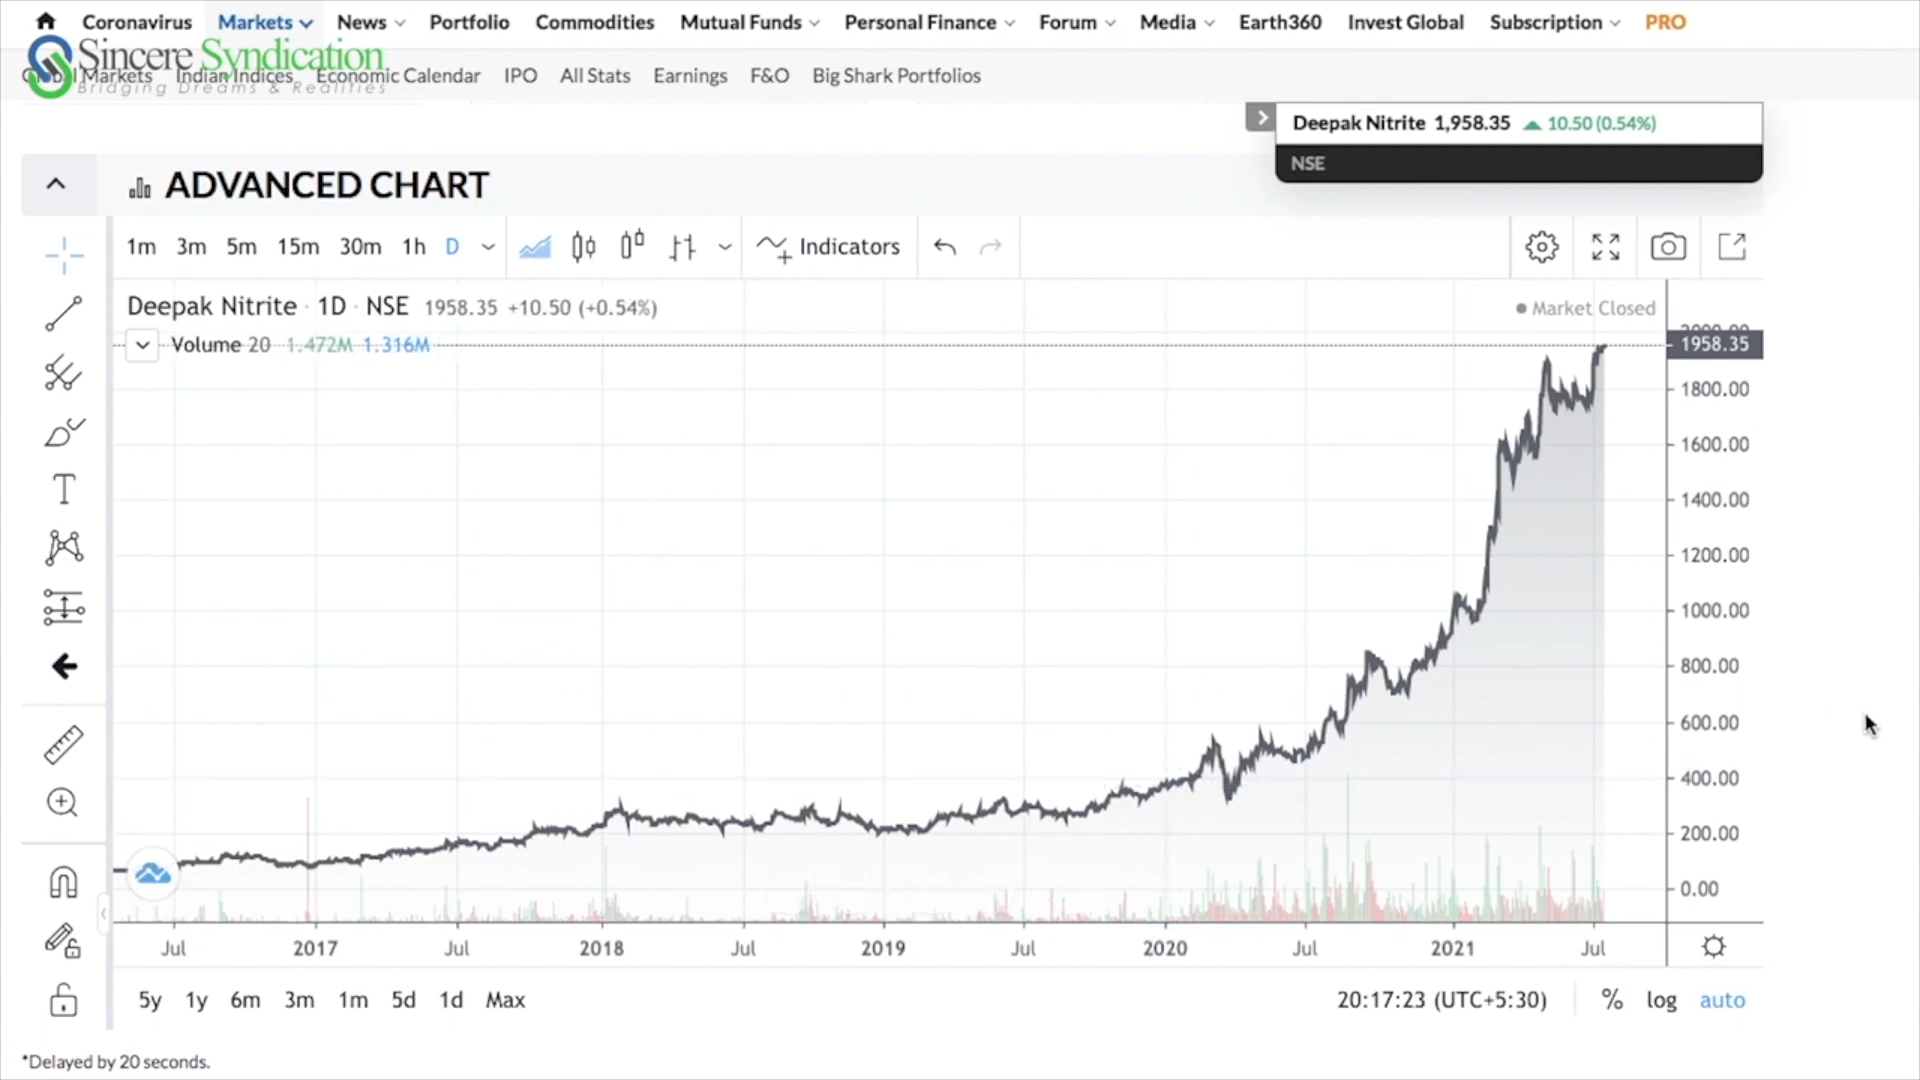 Coronavirus Markets News Portfolio Commodities Mutual Funds Personal Finance Forum Media Earth360 Invest Global Subscription PRO
Sincere Syndication
Global Markets Indian Indices Economic Calendar IPO All Stats Earnings F&O Big Shark Portfolios
Bridging Dreams & Realities
Deepak Nitrite 1,958.35 10.50 (0.54%)
NSE
ADVANCED CHART
1m 3m 5m 15m 30m 1h D Indicators
Deepak Nitrite · 1D · NSE 1958.35 +10.50 (+0.54%)
Market Closed
Volume 20 1.472M 1.316M
2000.00
1958.35
1800.00
1600.00
1400.00
1200.00
1000.00
800.00
600.00
400.00
200.00
0.00
Jul 2017 Jul 2018 Jul 2019 Jul 2020 Jul 2021 Jul
5y 1y 6m 3m 1m 5d 1d Max 20:17:23 (UTC+5:30) % log auto
*Delayed by 20 seconds.